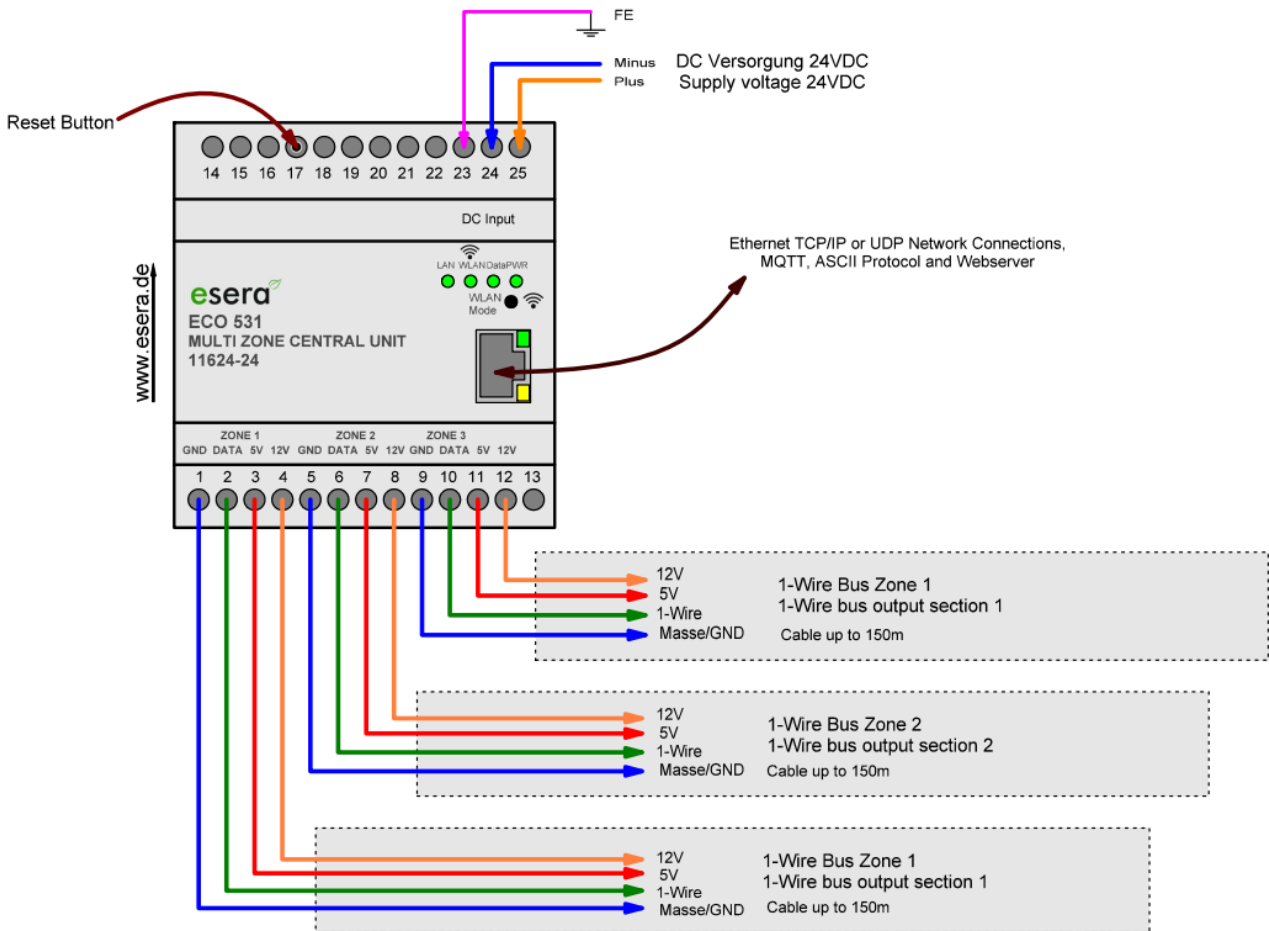 FE
Minus DC Versorgung 24VDC
Plus Supply voltage 24VDC
Reset Button
14 15 16 17 18 19 20 21 22 23 24 25
DC Input
Ethernet TCP/IP or UDP Network Connections,
MQTT, ASCII Protocol and Webserver
LAN WLAN Data PWR
WLAN
Mode
www.esera.de
esera
ECO 531
MULTI ZONE CENTRAL UNIT
11624-24
ZONE 1 ZONE 2 ZONE 3
GND DATA 5V 12V GND DATA 5V 12V GND DATA 5V 12V
1 2 3 4 5 6 7 8 9 10 11 12 13
12V
5V
1-Wire
Masse/GND
1-Wire Bus Zone 1
1-Wire bus output section 1
Cable up to 150m
12V
5V
1-Wire
Masse/GND
1-Wire Bus Zone 2
1-Wire bus output section 2
Cable up to 150m
12V
5V
1-Wire
Masse/GND
1-Wire Bus Zone 1
1-Wire bus output section 1
Cable up to 150m